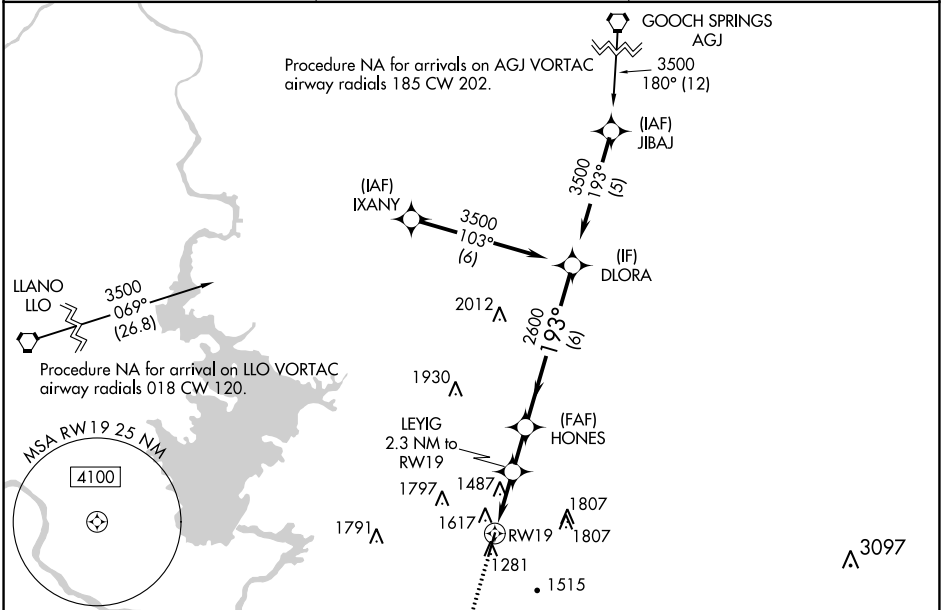 GOOCH SPRINGS
AGJ
Procedure NA for arrivals on AGJ VORTAC
airway radials 185 CW 202.
3500
180° (12)
(IAF)
JIBAJ
3500
193°
(5)
(IAF)
IXANY
3500
103°
(6)
(IF)
DLORA
LLANO
LLO
3500
069°
(26.8)
2012
2600
193°
(6)
Procedure NA for arrival on LLO VORTAC
airway radials 018 CW 120.
1930
(FAF)
HONES
LEYIG
2.3 NM to
RW19
MSA RW19 25 NM
4100
1487
1797
1617
1807
1807
1791
RW19
1281
3097
1515